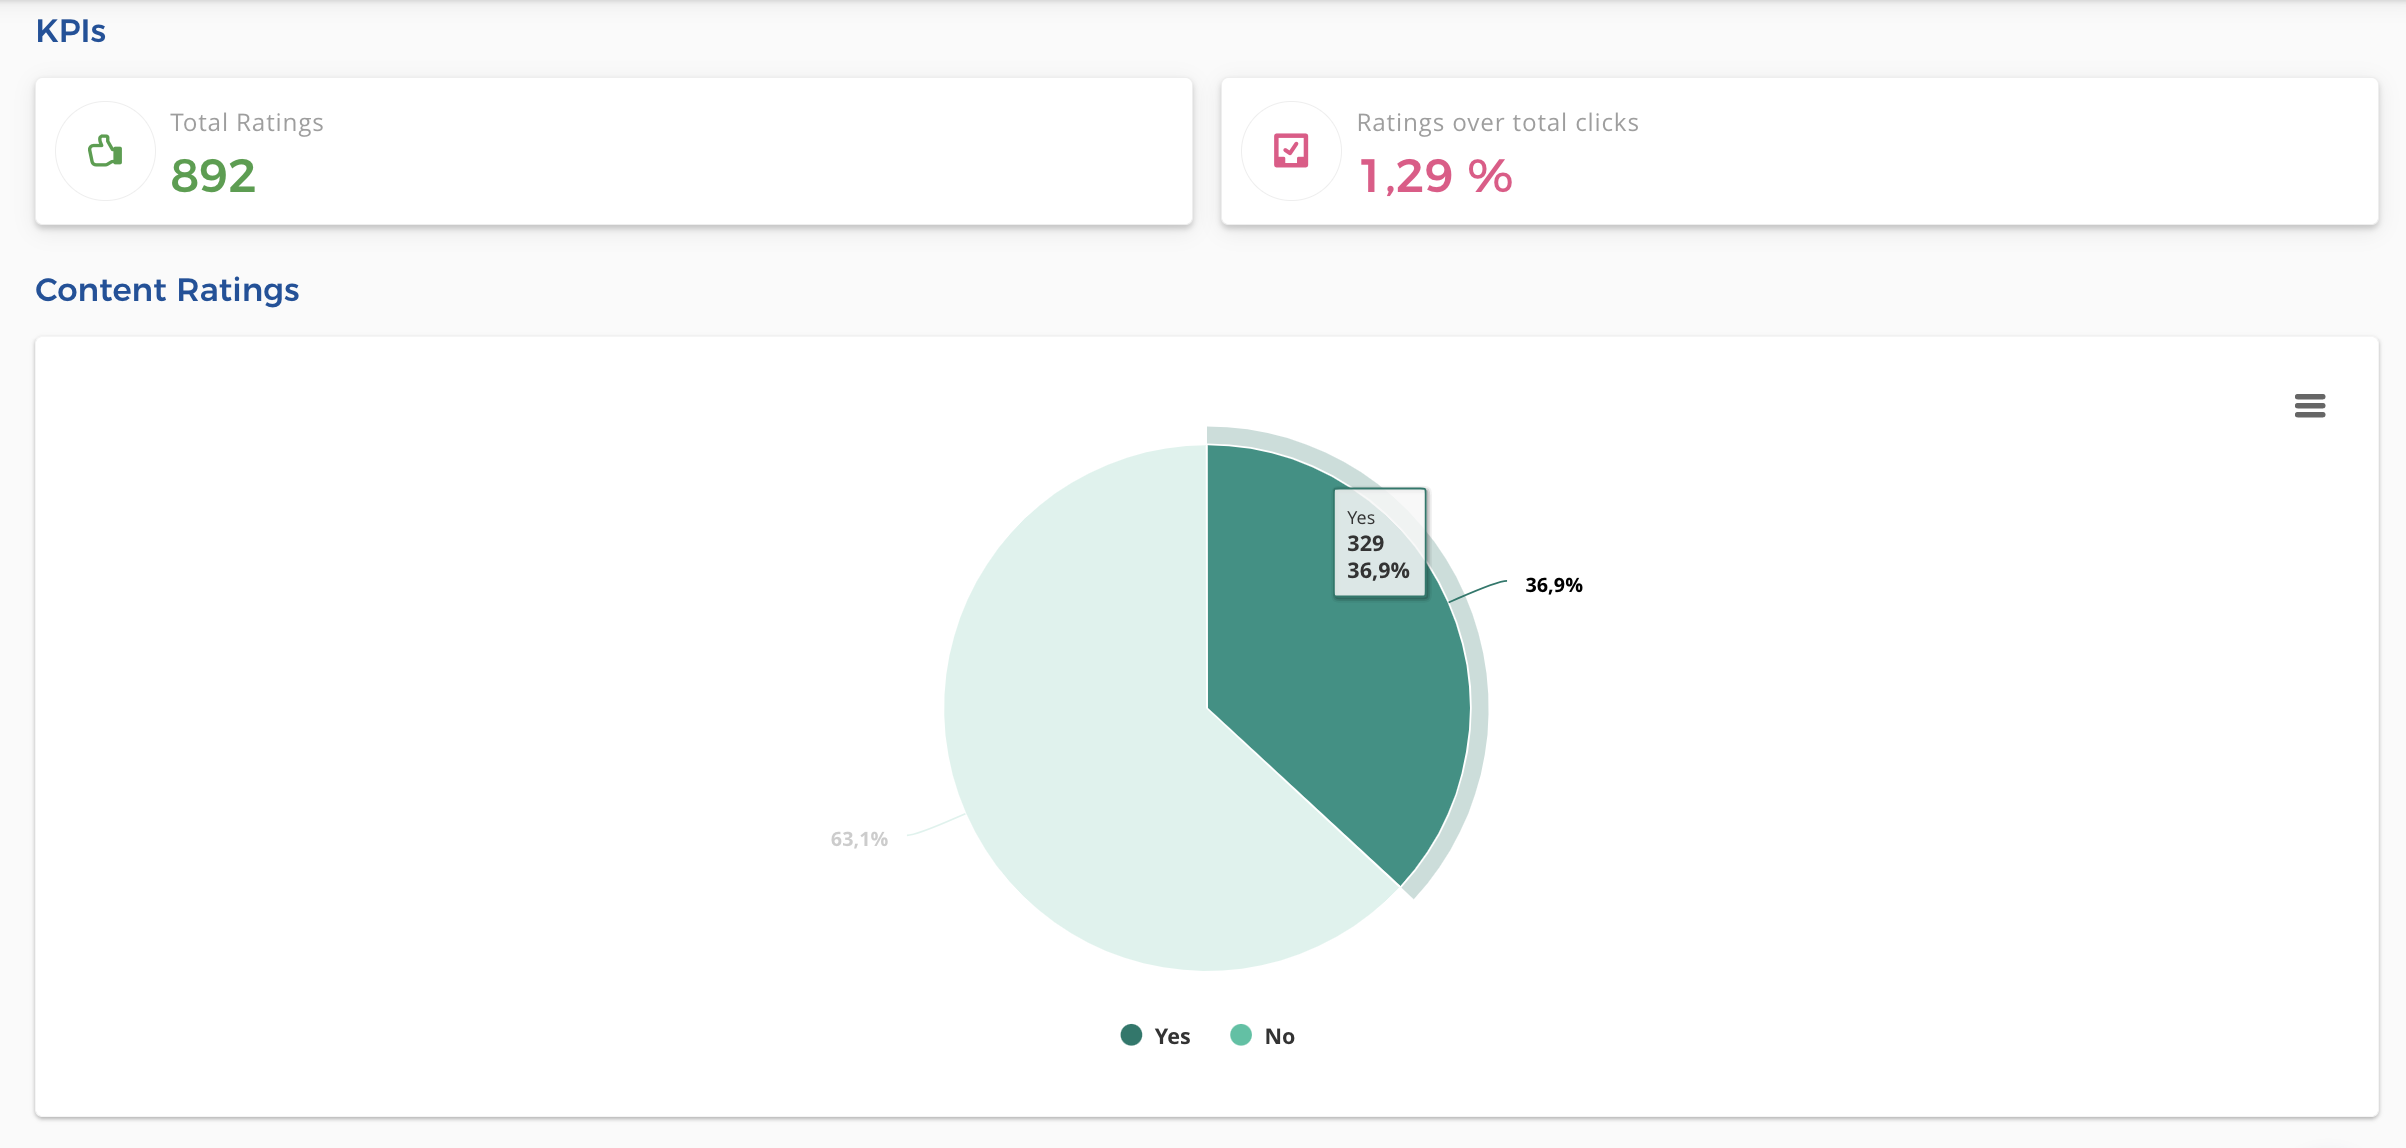 KPIs
Total Ratings
892
Ratings over total clicks
1,29 %
Content Ratings
Yes
329
36,9%
36,9%
63,1%
Yes
No